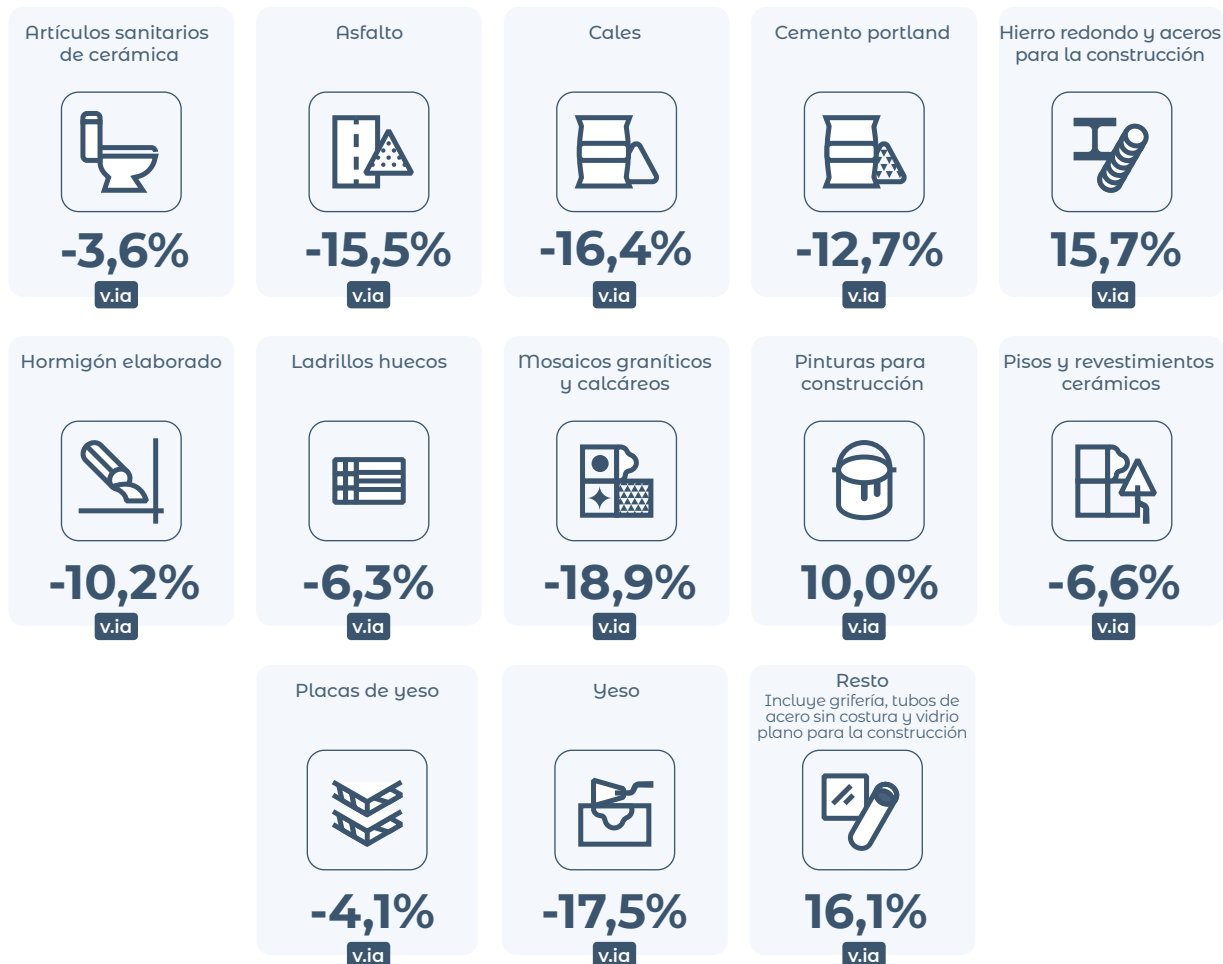 Artículos sanitarios
de cerámica
-3,6%
v.ia
Asfalto
-15,5%
v.ia
Cales
-16,4%
v.ia
Cemento portland
-12,7%
v.ia
Hierro redondo y aceros
para la construcción
15,7%
v.ia
Hormigón elaborado
-10,2%
v.ia
Ladrillos huecos
-6,3%
v.ia
Mosaicos graníticos
y calcáreos
-18,9%
v.ia
Pinturas para
construcción
10,0%
v.ia
Pisos y revestimientos
cerámicos
-6,6%
v.ia
Placas de yeso
-4,1%
v.ia
Yeso
-17,5%
v.ia
Resto
Incluye grifería, tubos de
acero sin costura y vidrio
plano para la construcción
16,1%
v.ia